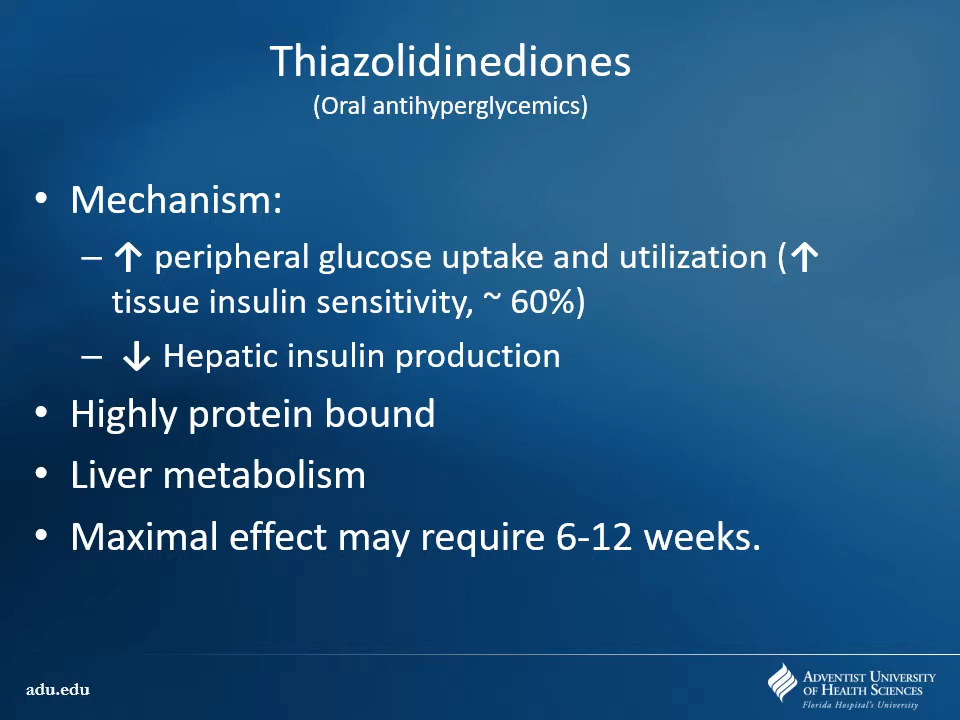 Thiazolidinediones
(Oral antihyperglycemics)
• Mechanism:
– ↑ peripheral glucose uptake and utilization (↑
tissue insulin sensitivity, ~ 60%)
– ↓ Hepatic insulin production
• Highly protein bound
• Liver metabolism
• Maximal effect may require 6-12 weeks.
adu.edu
ADVENTIST UNIVERSITY
OF HEALTH SCIENCES
Florida Hospital's University